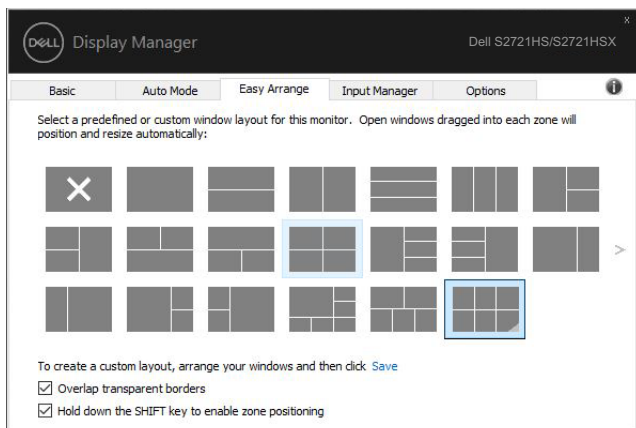 x
DELL Display Manager Dell S2721HS/S2721HSX
Basic Auto Mode Easy Arrange Input Manager Options
Select a predefined or custom window layout for this monitor. Open windows dragged into each zone will
position and resize automatically:
To create a custom layout, arrange your windows and then click Save
Overlap transparent borders
Hold down the SHIFT key to enable zone positioning